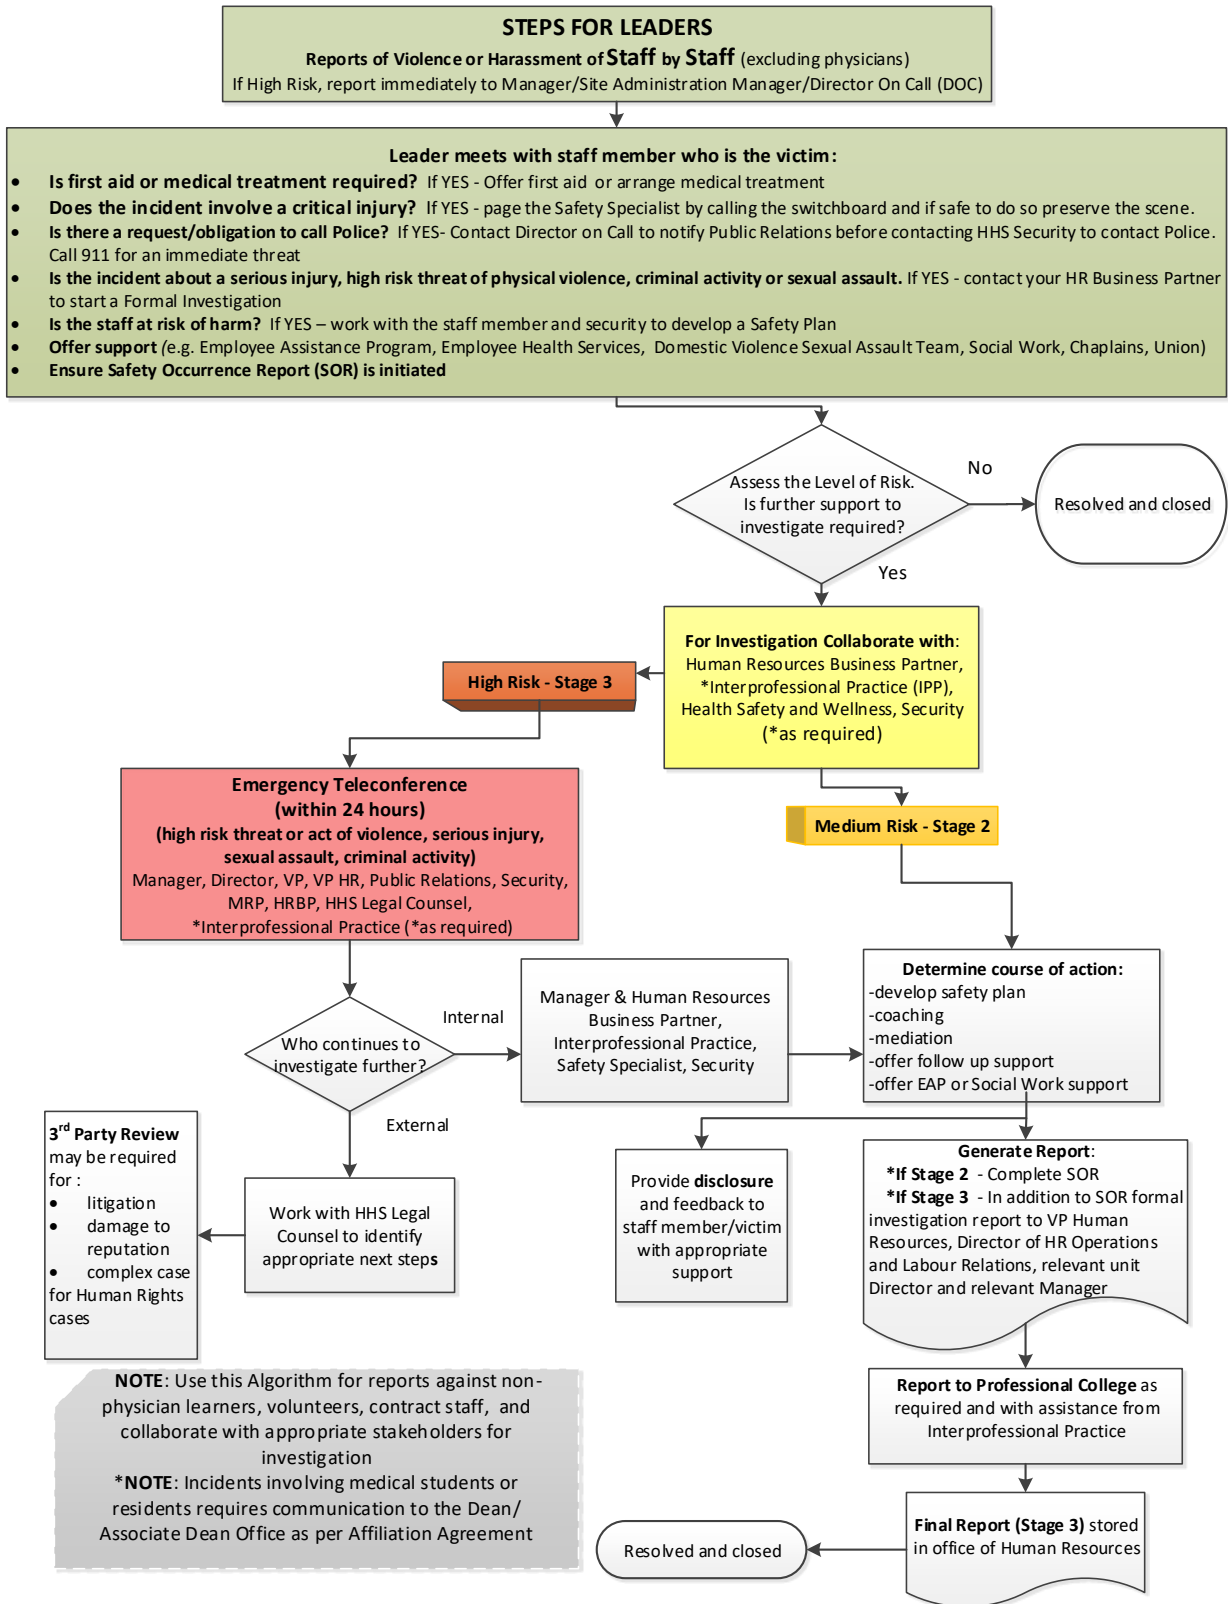 STEPS FOR LEADERS
Reports of Violence or Harassment of Staff by Staff (excluding physicians)
If High Risk, report immediately to Manager/Site Administration Manager/Director On Call (DOC)
Leader meets with staff member who is the victim:
• Is first aid or medical treatment required? If YES - Offer first aid or arrange medical treatment
• Does the incident involve a critical injury? If YES - page the Safety Specialist by calling the switchboard and if safe to do so preserve the scene.
• Is there a request/obligation to call Police? If YES- Contact Director on Call to notify Public Relations before contacting HHS Security to contact Police.
Call 911 for an immediate threat
• Is the incident about a serious injury, high risk threat of physical violence, criminal activity or sexual assault. If YES - contact your HR Business Partner
to start a Formal Investigation
• Is the staff at risk of harm? If YES – work with the staff member and security to develop a Safety Plan
• Offer support (e.g. Employee Assistance Program, Employee Health Services, Domestic Violence Sexual Assault Team, Social Work, Chaplains, Union)
• Ensure Safety Occurrence Report (SOR) is initiated
Assess the Level of Risk.
Is further support to
investigate required?
No
Resolved and closed
Yes
For Investigation Collaborate with:
Human Resources Business Partner,
*Interprofessional Practice (IPP),
Health Safety and Wellness, Security
(*as required)
High Risk - Stage 3
Emergency Teleconference
(within 24 hours)
(high risk threat or act of violence, serious injury,
sexual assault, criminal activity)
Manager, Director, VP, VP HR, Public Relations, Security,
MRP, HRBP, HHS Legal Counsel,
*Interprofessional Practice (*as required)
Medium Risk - Stage 2
Who continues to
investigate further?
Internal
Manager & Human Resources
Business Partner,
Interprofessional Practice,
Safety Specialist, Security
Determine course of action:
-develop safety plan
-coaching
-mediation
-offer follow up support
-offer EAP or Social Work support
External
Work with HHS Legal
Counsel to identify
appropriate next steps
3rd Party Review
may be required
for :
• litigation
• damage to
reputation
• complex case
for Human Rights
cases
Provide disclosure
and feedback to
staff member/victim
with appropriate
support
Generate Report:
*If Stage 2 - Complete SOR
*If Stage 3 - In addition to SOR formal
investigation report to VP Human
Resources, Director of HR Operations
and Labour Relations, relevant unit
Director and relevant Manager
Report to Professional College as
required and with assistance from
Interprofessional Practice
Final Report (Stage 3) stored
in office of Human Resources
Resolved and closed
NOTE: Use this Algorithm for reports against non-
physician learners, volunteers, contract staff, and
collaborate with appropriate stakeholders for
investigation
*NOTE: Incidents involving medical students or
residents requires communication to the Dean/
Associate Dean Office as per Affiliation Agreement